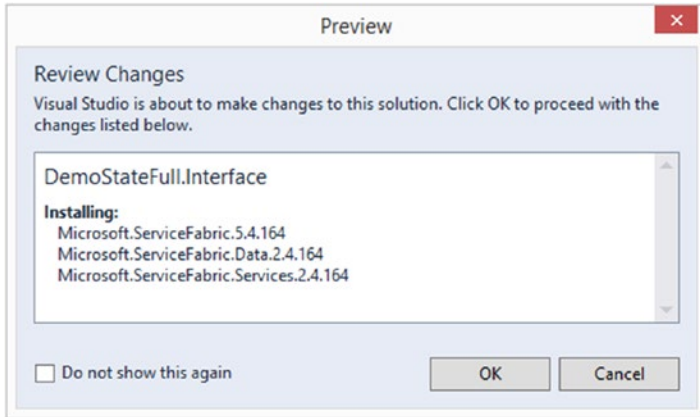 Preview
Review Changes
Visual Studio is about to make changes to this solution. Click OK to proceed with the
changes listed below.
DemoStateFull.Interface
Installing:
Microsoft.ServiceFabric.5.4.164
Microsoft.ServiceFabric.Data.2.4.164
Microsoft.ServiceFabric.Services.2.4.164
Do not show this again
OK
Cancel